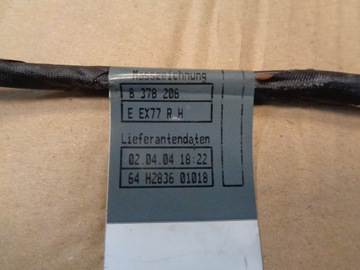 Masszeichnung
8 378 206
E EX77 R H
Lieferantendaten
02.04.04 18:22
64 H2836 01018